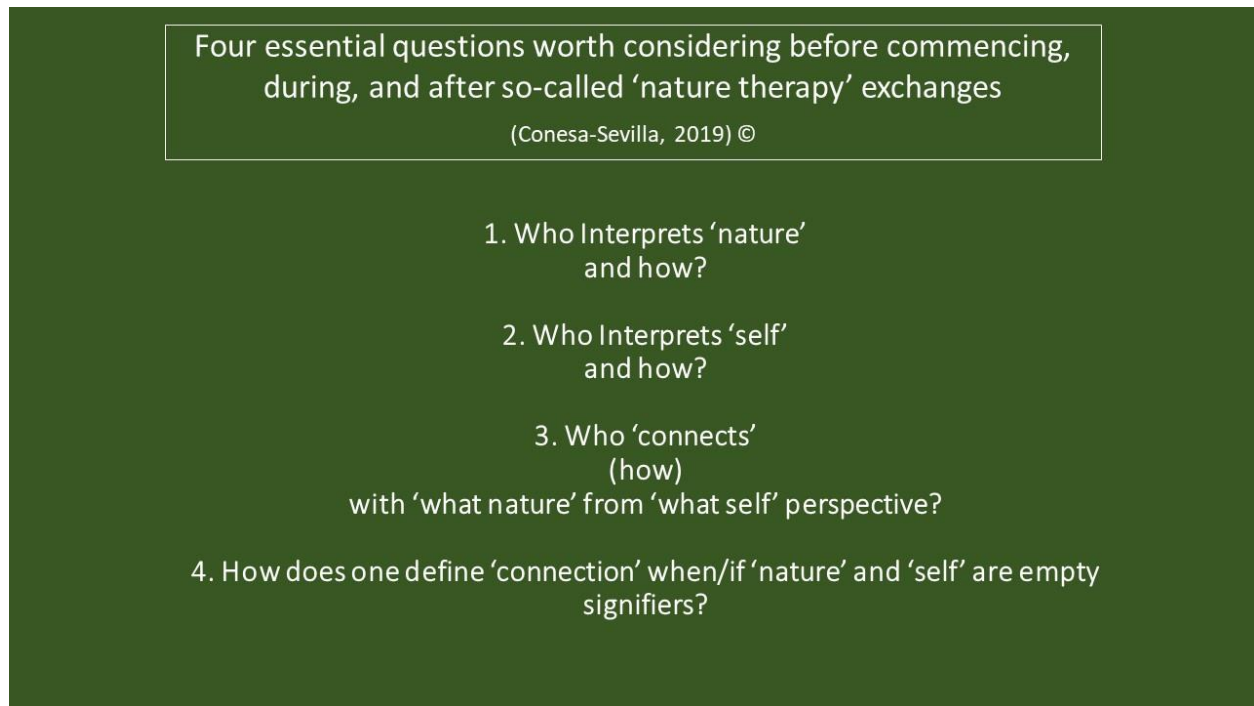 Four essential questions worth considering before commencing,
during, and after so-called ‘nature therapy’ exchanges
(Conesa-Sevilla, 2019) ©
1. Who Interprets ‘nature’
and how?
2. Who Interprets ‘self’
and how?
3. Who ‘connects’
(how)
with ‘what nature’ from ‘what self’ perspective?
4. How does one define ‘connection’ when/if ‘nature’ and ‘self’ are empty
signifiers?